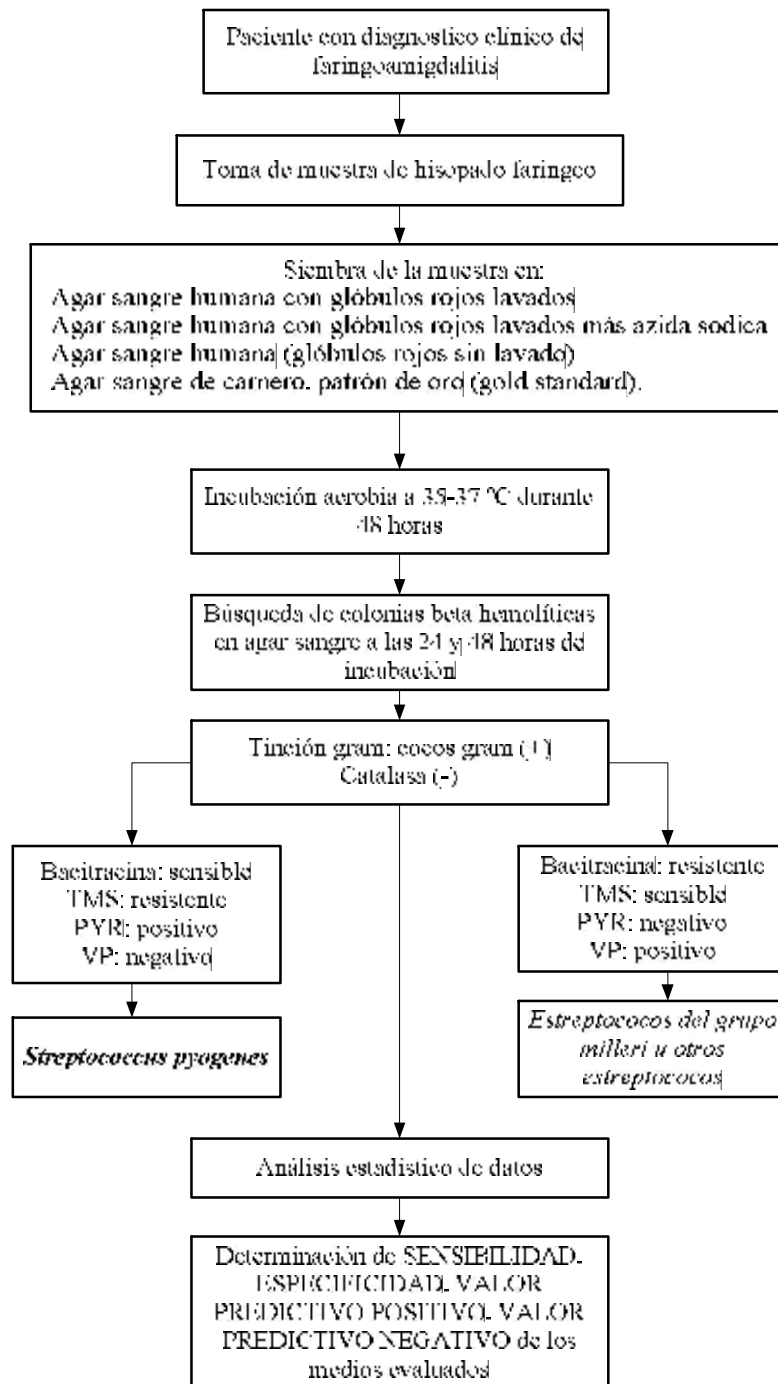 Paciente con diagnostico clínico de
faringoamigdalitis
Toma de muestra de hisopado faringeo
Siembra de la muestra en:
Agar sangre humana con glóbulos rojos lavados
Agar sangre humana con glóbulos rojos lavados más azida sodica
Agar sangre humana (glóbulos rojos sin lavado)
Agar sangre de carnero, patrón de oro (gold standard).
Incubación aerobia a 35-37 ºC durante
48 horas
Búsqueda de colonias beta hemolíticas
en agar sangre a las 24 y 48 horas de
incubación
Tinción gram: cocos gram (+)
Catalasa (-)
Bacitracina: sensible
TMS: resistente
PYR: positivo
VP: negativo
Bacitracina: resistente
TMS: sensible
PYR: negativo
VP: positivo
Streptococcus pyogenes
Estreptococos del grupo
milleri u otros
estreptococos
Análisis estadistico de datos
Determinación de SENSIBILIDAD,
ESPECIFICIDAD, VALOR
PREDICTIVO POSITIVO, VALOR
PREDICTIVO NEGATIVO de los
medios evaluados